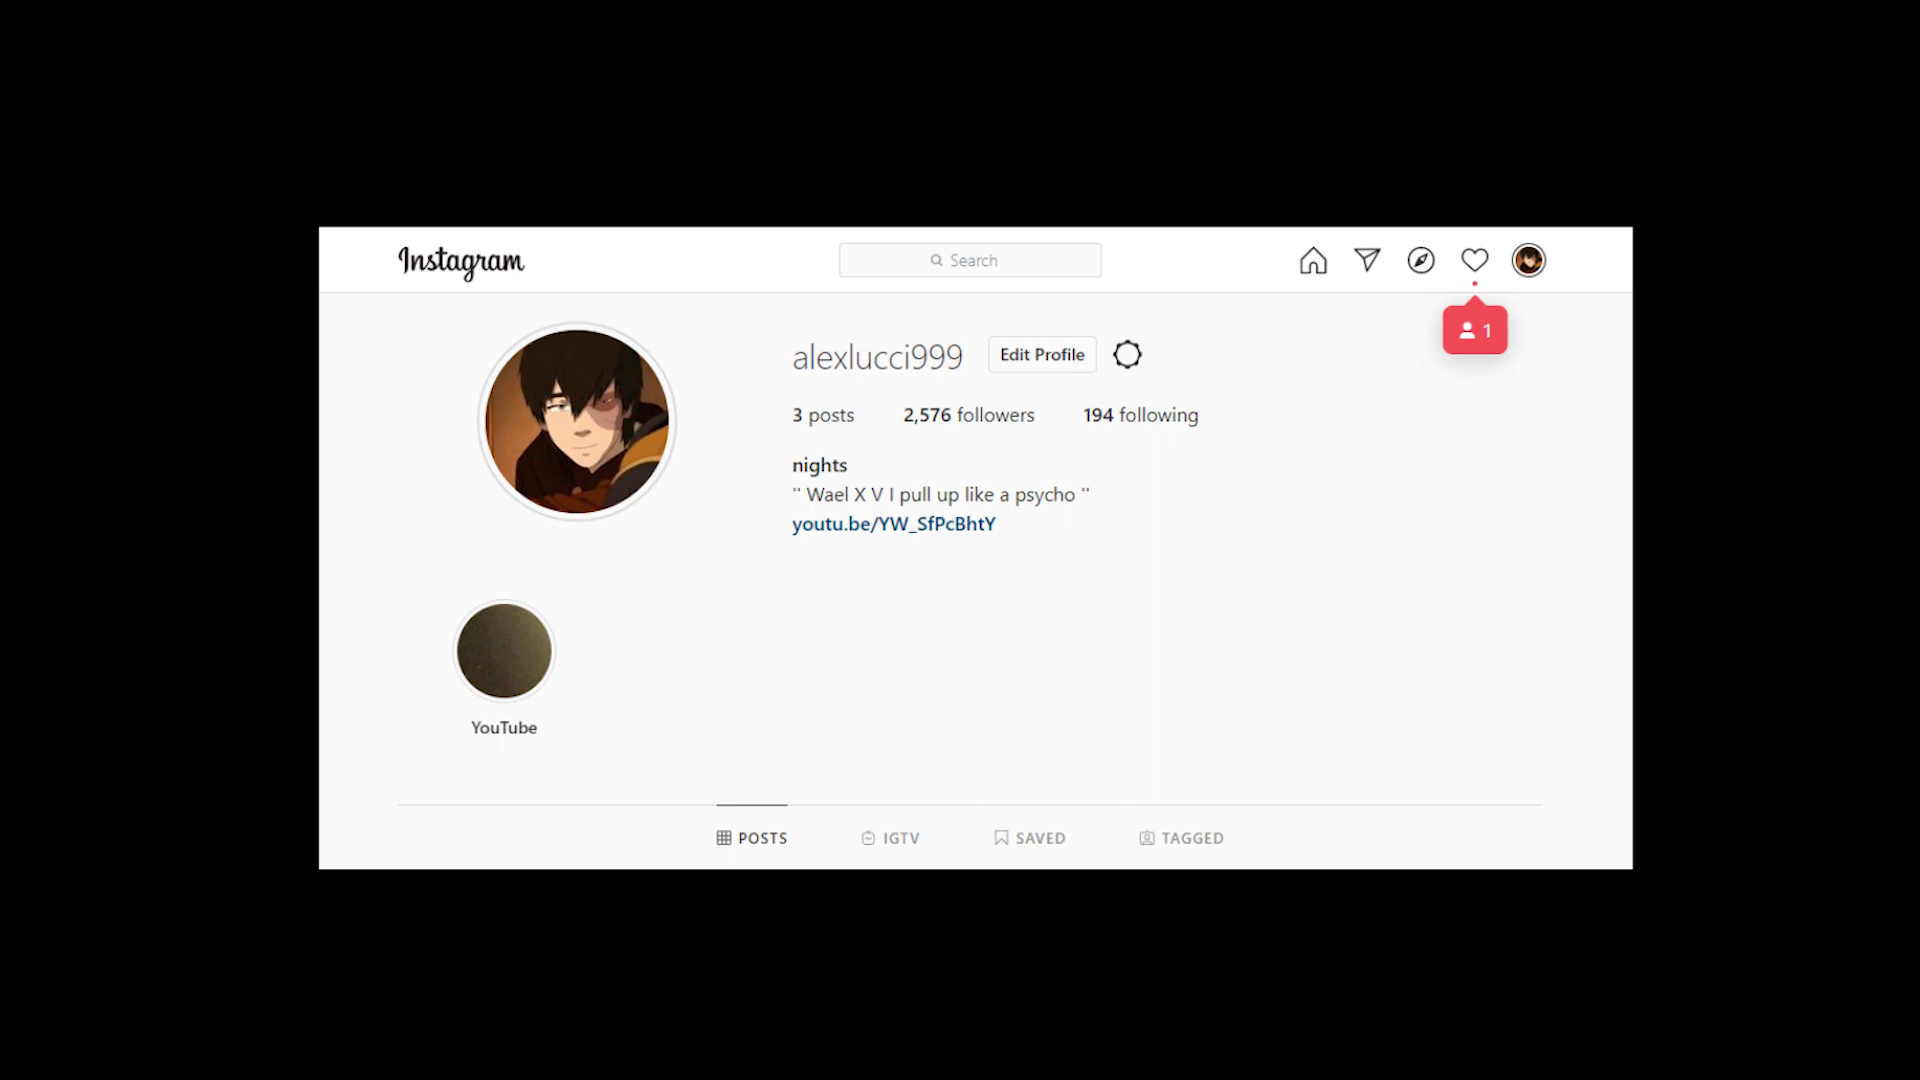 Instagram
Search
1
alexlucci999 Edit Profile
3 posts 2,576 followers 194 following
nights
" Wael X V I pull up like a psycho "
youtu.be/YW_SfPcBhtY
YouTube
POSTS IGTV SAVED TAGGED